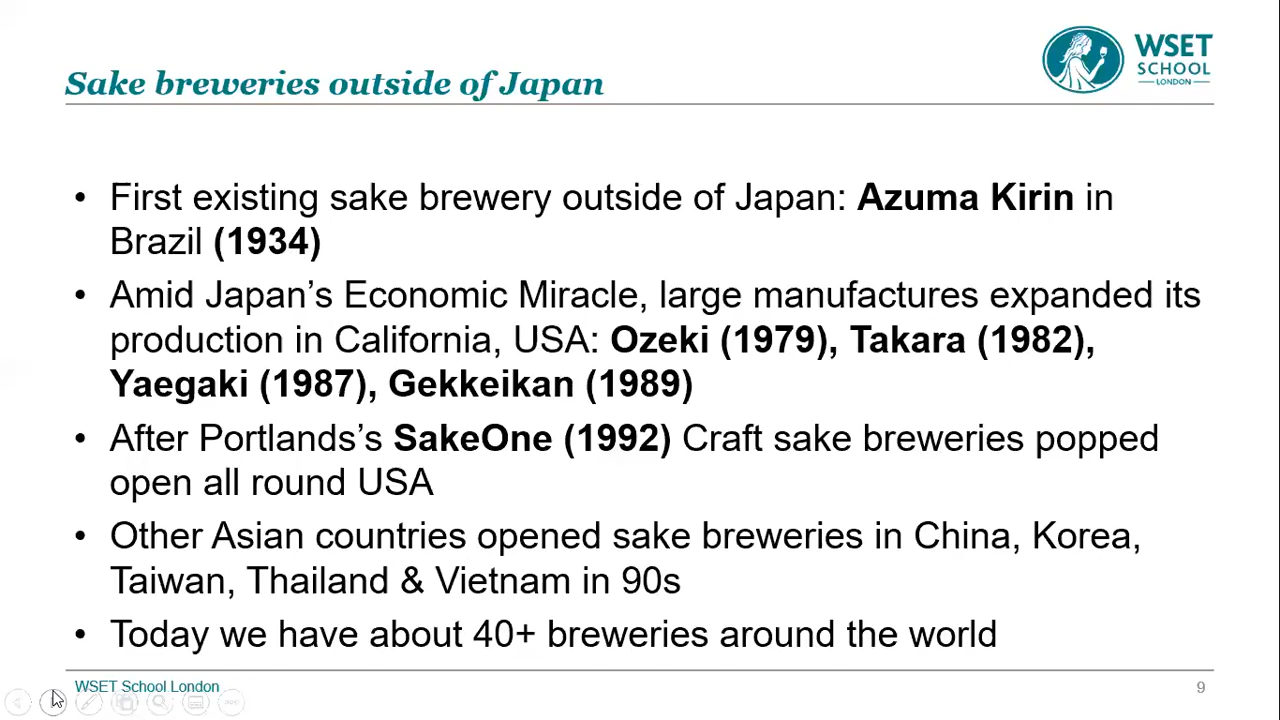 WSET
SCHOOL
LONDON
Sake breweries outside of Japan
• First existing sake brewery outside of Japan: Azuma Kirin in
Brazil (1934)
• Amid Japan’s Economic Miracle, large manufactures expanded its
production in California, USA: Ozeki (1979), Takara (1982),
Yaegaki (1987), Gekkeikan (1989)
• After Portlands’s SakeOne (1992) Craft sake breweries popped
open all round USA
• Other Asian countries opened sake breweries in China, Korea,
Taiwan, Thailand & Vietnam in 90s
• Today we have about 40+ breweries around the world
WSET School London
9